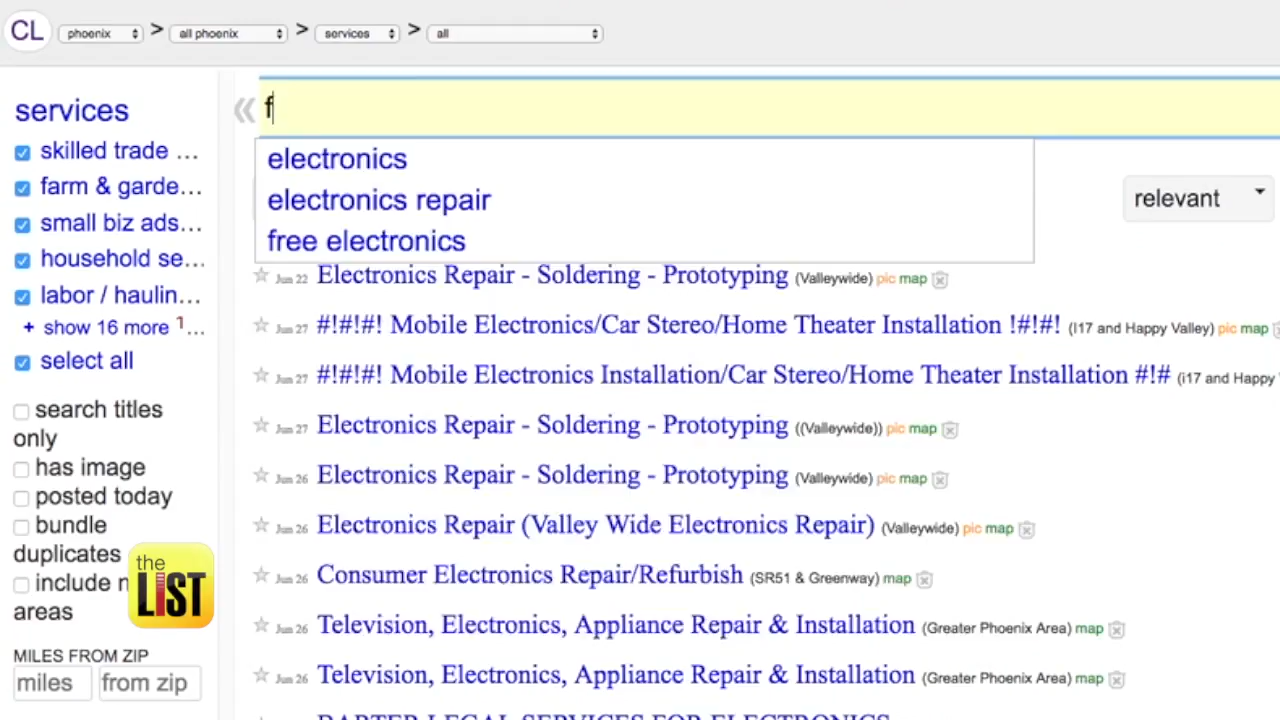 CL phoenix > all phoenix > services > all
services
skilled trade ...
farm & garde...
small biz ads...
household se...
labor / haulin...
+ show 16 more 1...
select all
search titles
only
has image
posted today
bundle
duplicates
include n
areas
MILES FROM ZIP
miles from zip
the
LIST
« f
electronics
electronics repair
free electronics
relevant
Jun 22 Electronics Repair - Soldering - Prototyping (Valleywide) pic map
Jun 27 #!#!#! Mobile Electronics/Car Stereo/Home Theater Installation !#!#! (I17 and Happy Valley) pic map
Jun 27 #!#!#! Mobile Electronics Installation/Car Stereo/Home Theater Installation #!# (i17 and Happy
Jun 27 Electronics Repair - Soldering - Prototyping ((Valleywide)) pic map
Jun 26 Electronics Repair - Soldering - Prototyping (Valleywide) pic map
Jun 26 Electronics Repair (Valley Wide Electronics Repair) (Valleywide) pic map
Jun 26 Consumer Electronics Repair/Refurbish (SR51 & Greenway) map
Jun 26 Television, Electronics, Appliance Repair & Installation (Greater Phoenix Area) map
Jun 26 Television, Electronics, Appliance Repair & Installation (Greater Phoenix Area) map
BARTER LEGAL SERVICES FOR ELECTRONICS